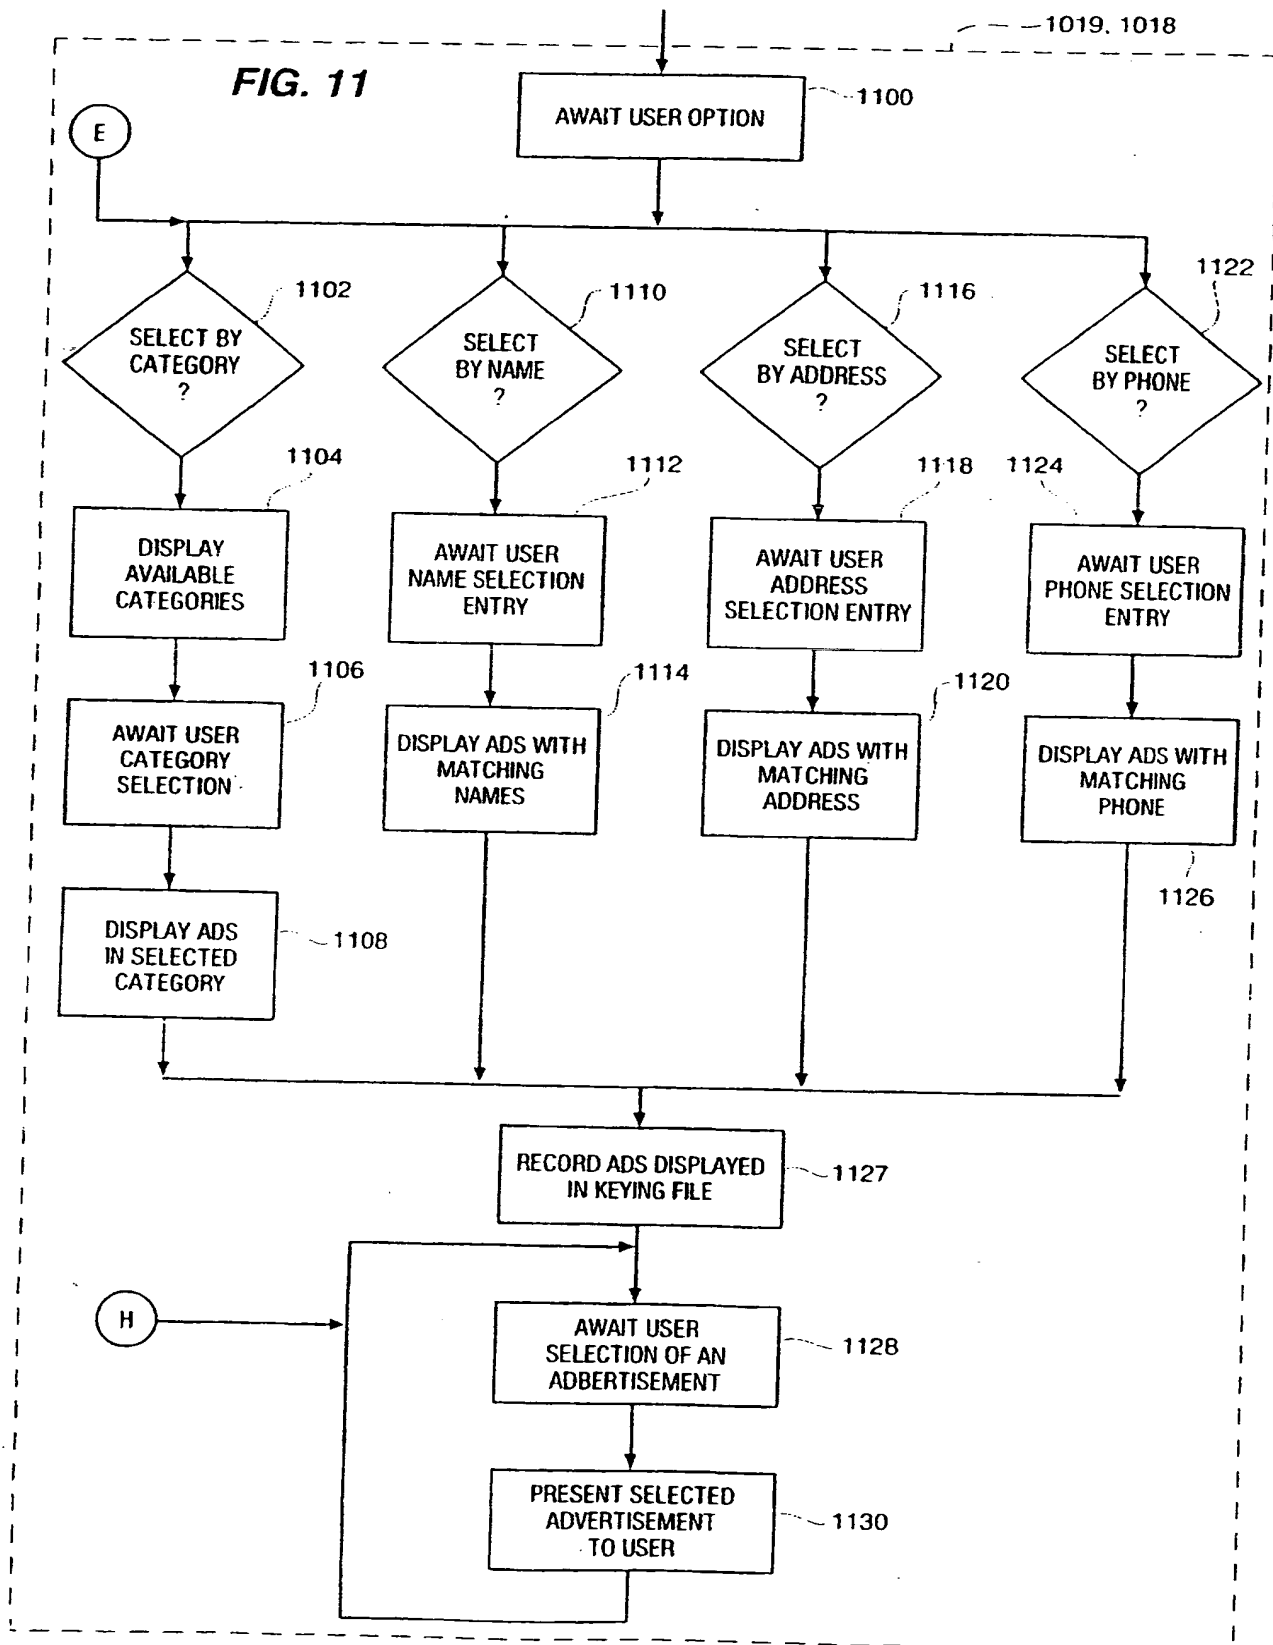 1019, 1018
FIG. 11
1100
AWAIT USER OPTION
E
1102
SELECT BY
CATEGORY
?
1110
SELECT
BY NAME
?
1116
SELECT
BY ADDRESS
?
1122
SELECT
BY PHONE
?
1104
DISPLAY
AVAILABLE
CATEGORIES
1112
AWAIT USER
NAME SELECTION
ENTRY
1118
AWAIT USER
ADDRESS
SELECTION ENTRY
1124
AWAIT USER
PHONE SELECTION
ENTRY
1106
AWAIT USER
CATEGORY
SELECTION
1114
DISPLAY ADS WITH
MATCHING
NAMES
1120
DISPLAY ADS WITH
MATCHING
ADDRESS
DISPLAY ADS WITH
MATCHING
PHONE
1126
DISPLAY ADS
IN SELECTED
CATEGORY
1108
RECORD ADS DISPLAYED
IN KEYING FILE
1127
H
AWAIT USER
SELECTION OF AN
ADBERTISEMENT
1128
PRESENT SELECTED
ADVERTISEMENT
TO USER
1130